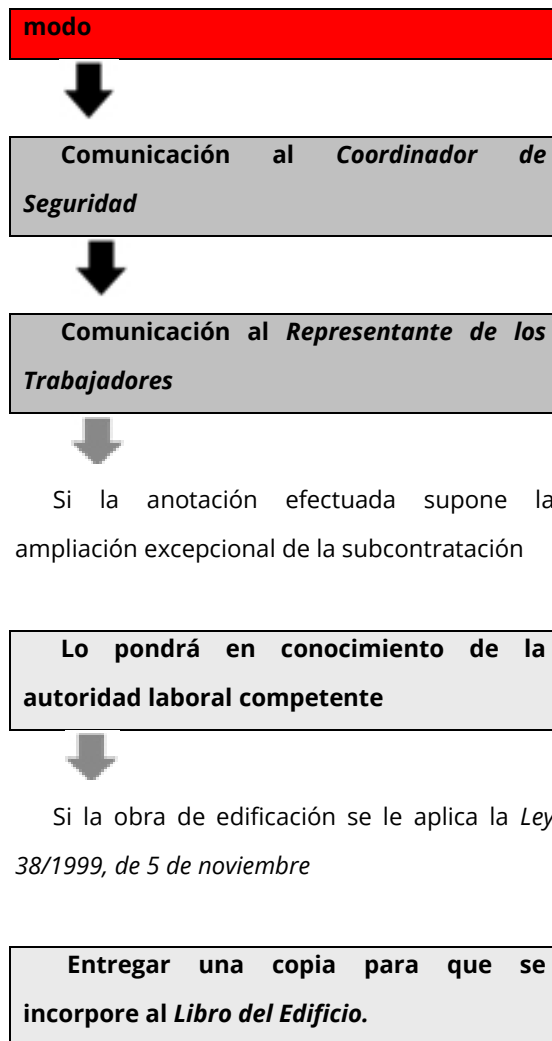 modo
Comunicación al Coordinador de
Seguridad
Comunicación al Representante de los
Trabajadores
Si la anotación efectuada supone la
ampliación excepcional de la subcontratación
Lo pondrá en conocimiento de la
autoridad laboral competente
Si la obra de edificación se le aplica la Ley
38/1999, de 5 de noviembre
Entregar una copia para que se
incorpore al Libro del Edificio.